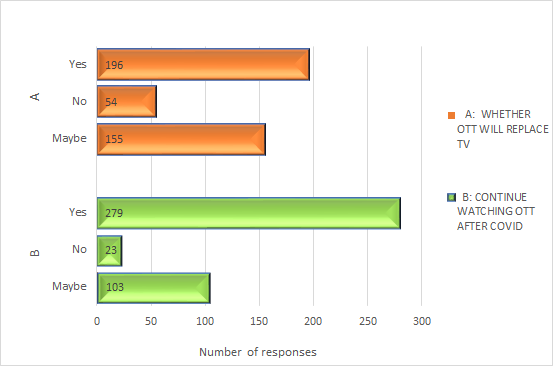 Yes
196
No
54
Maybe
155
A
Yes
279
No
23
Maybe
103
B
0 50 100 150 200 250 300
Number of responses
A: WHETHER
OTT WILL REPLACE
TV
B: CONTINUE
WATCHING OTT
AFTER COVID